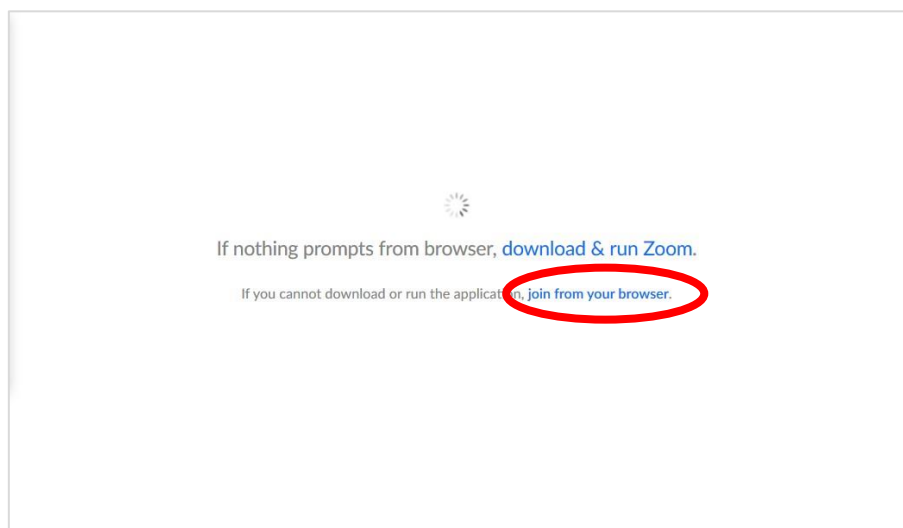 If nothing prompts from browser, download & run Zoom.
If you cannot download or run the application, join from your browser.